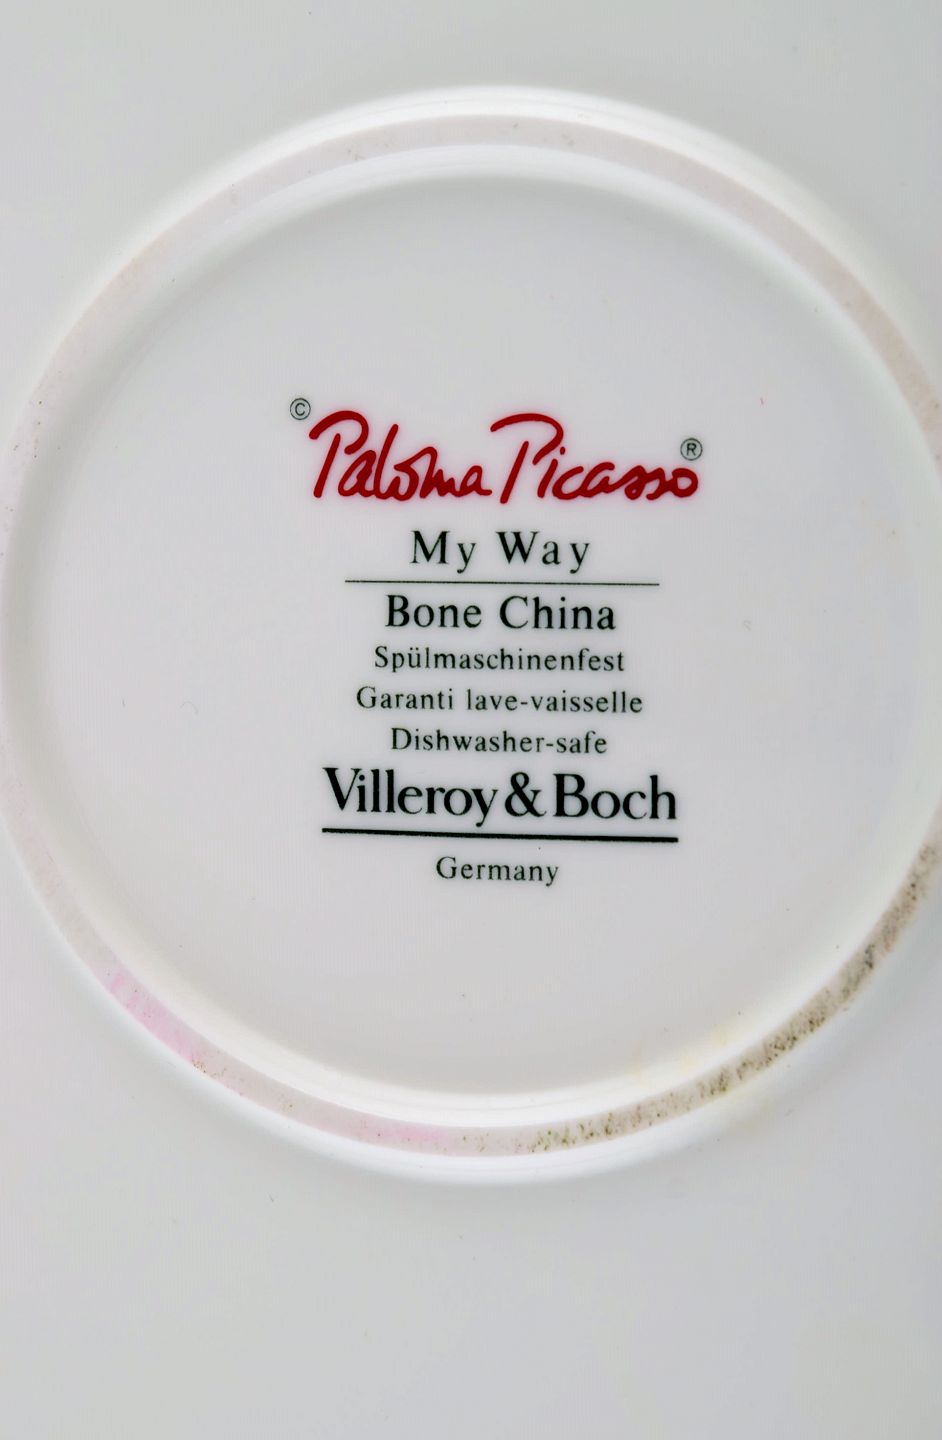 © Paloma Picasso ®
My Way
Bone China
Spülmaschinenfest
Garanti lave-vaisselle
Dishwasher-safe
Villeroy & Boch
Germany